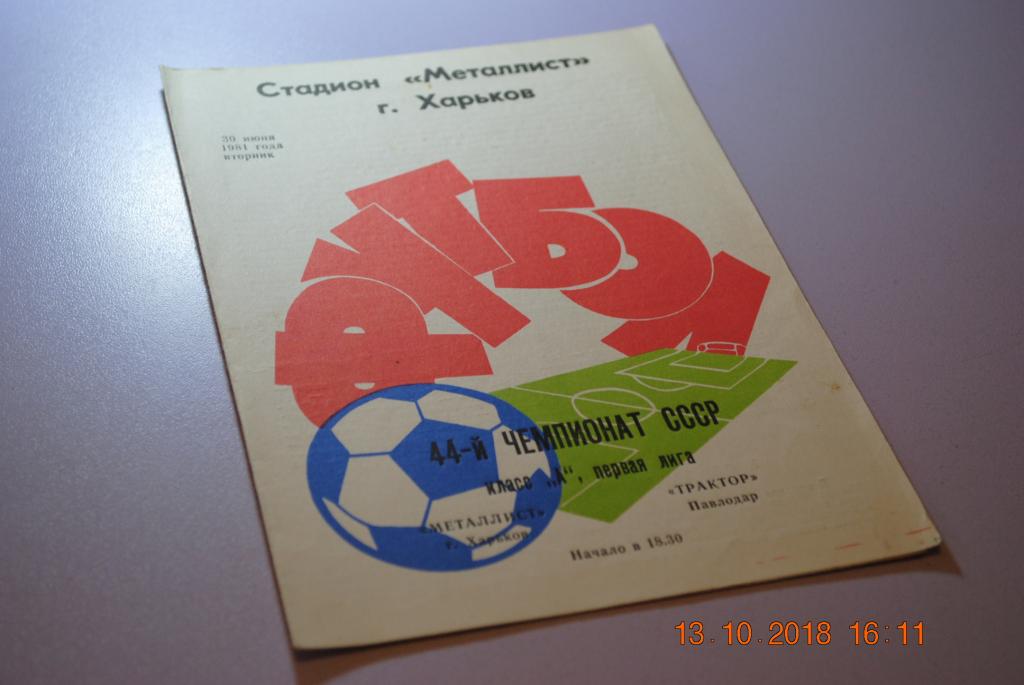 Стадион «Металлист»
г. Харьков
30 июня
1981 года
вторник
ФУТБОЛ
44-й ЧЕМПИОНАТ СССР
класс „А“, первая лига
«МЕТАЛЛИСТ»
г. Харьков
«ТРАКТОР»
Павлодар
Начало в 18.30
13.10.2018 16:11